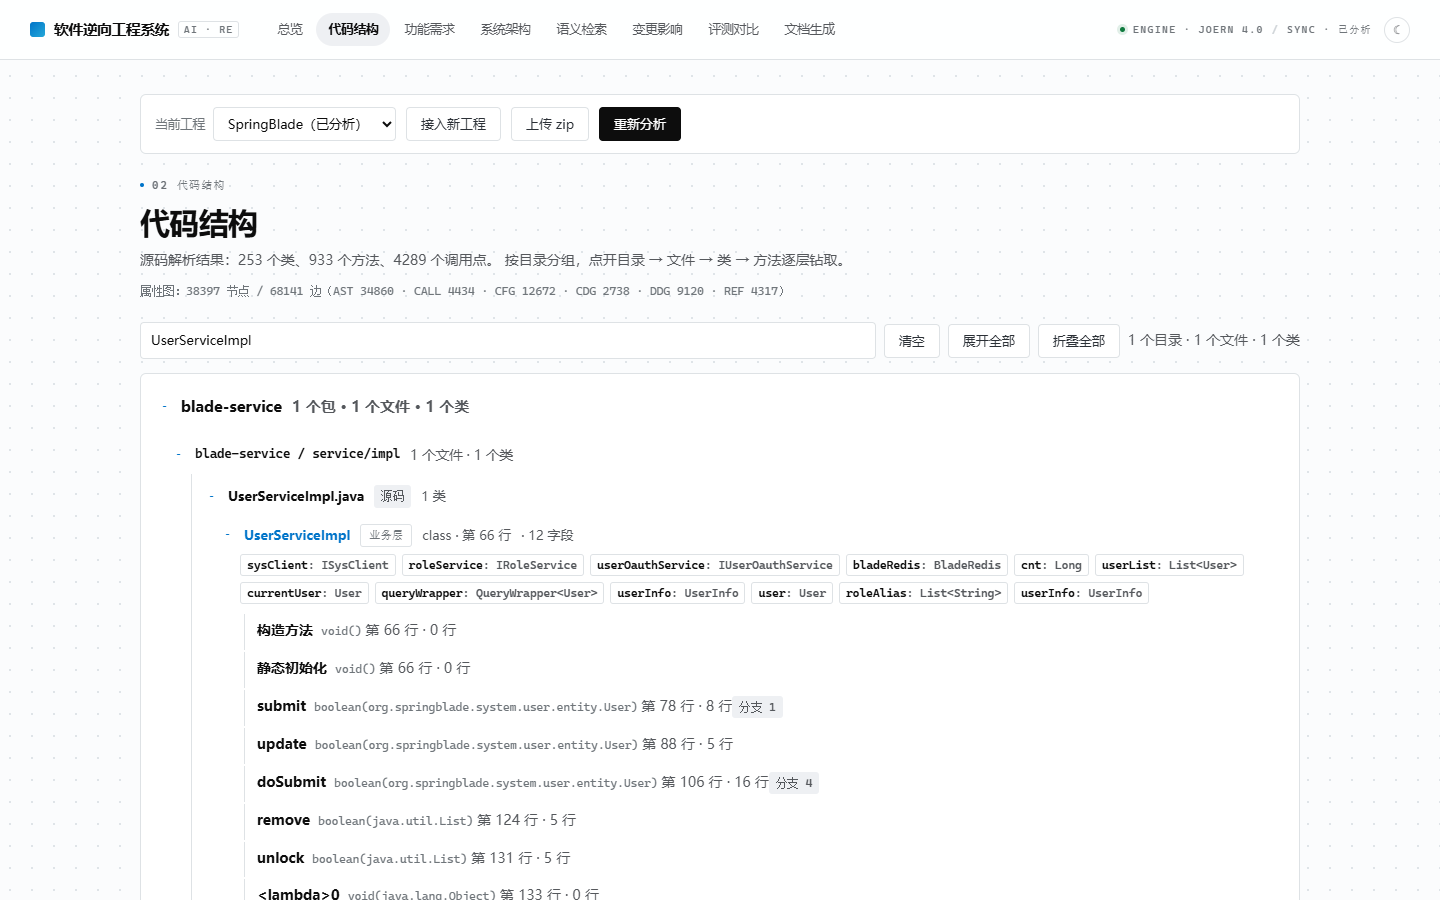 软件逆向工程系统 AI · RE 总览 代码结构 功能需求 系统架构 语义检索 变更影响 评测对比 文档生成 ENGINE · JOERN 4.0 / SYNC · 已分析 ☾
当前工程 SpringBlade（已分析） 接入新工程 上传 zip 重新分析
02 代码结构
代码结构
源码解析结果：253 个类、933 个方法、4289 个调用点。 按目录分组，点开目录 → 文件 → 类 → 方法逐层钻取。
属性图：38397 节点 / 68141 边（AST 34860 · CALL 4434 · CFG 12672 · CDG 2738 · DDG 9120 · REF 4317）
UserServiceImpl 清空 展开全部 折叠全部 1 个目录 · 1 个文件 · 1 个类
- blade-service 1 个包 • 1 个文件 • 1 个类
- blade-service / service/impl 1 个文件 · 1 个类
- UserServiceImpl.java 源码 1 类
- UserServiceImpl 业务层 class · 第 66 行 · 12 字段
sysClient: ISysClient roleService: IRoleService userOauthService: IUserOauthService bladeRedis: BladeRedis cnt: Long userList: List<User>
currentUser: User queryWrapper: QueryWrapper<User> userInfo: UserInfo user: User roleAlias: List<String> userInfo: UserInfo
构造方法 void() 第 66 行 · 0 行
静态初始化 void() 第 66 行 · 0 行
submit boolean(org.springblade.system.user.entity.User) 第 78 行 · 8 行 分支 1
update boolean(org.springblade.system.user.entity.User) 第 88 行 · 5 行
doSubmit boolean(org.springblade.system.user.entity.User) 第 106 行 · 16 行 分支 4
remove boolean(java.util.List) 第 124 行 · 5 行
unlock boolean(java.util.List) 第 131 行 · 5 行
<lambda>0 void(java.lang.Object) 第 133 行 · 0 行